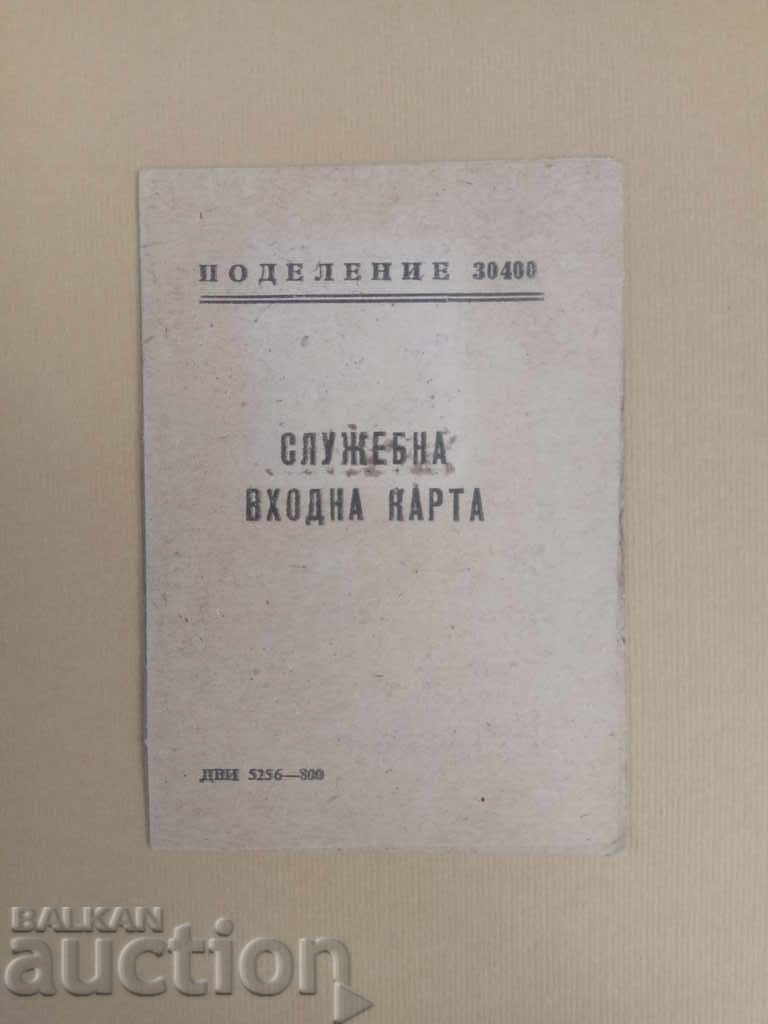 ПОДЕЛЕНИЕ 30400
СЛУЖЕБНА
ВХОДНА КАРТА
ДВИ 5256—800
BALKAN
auction